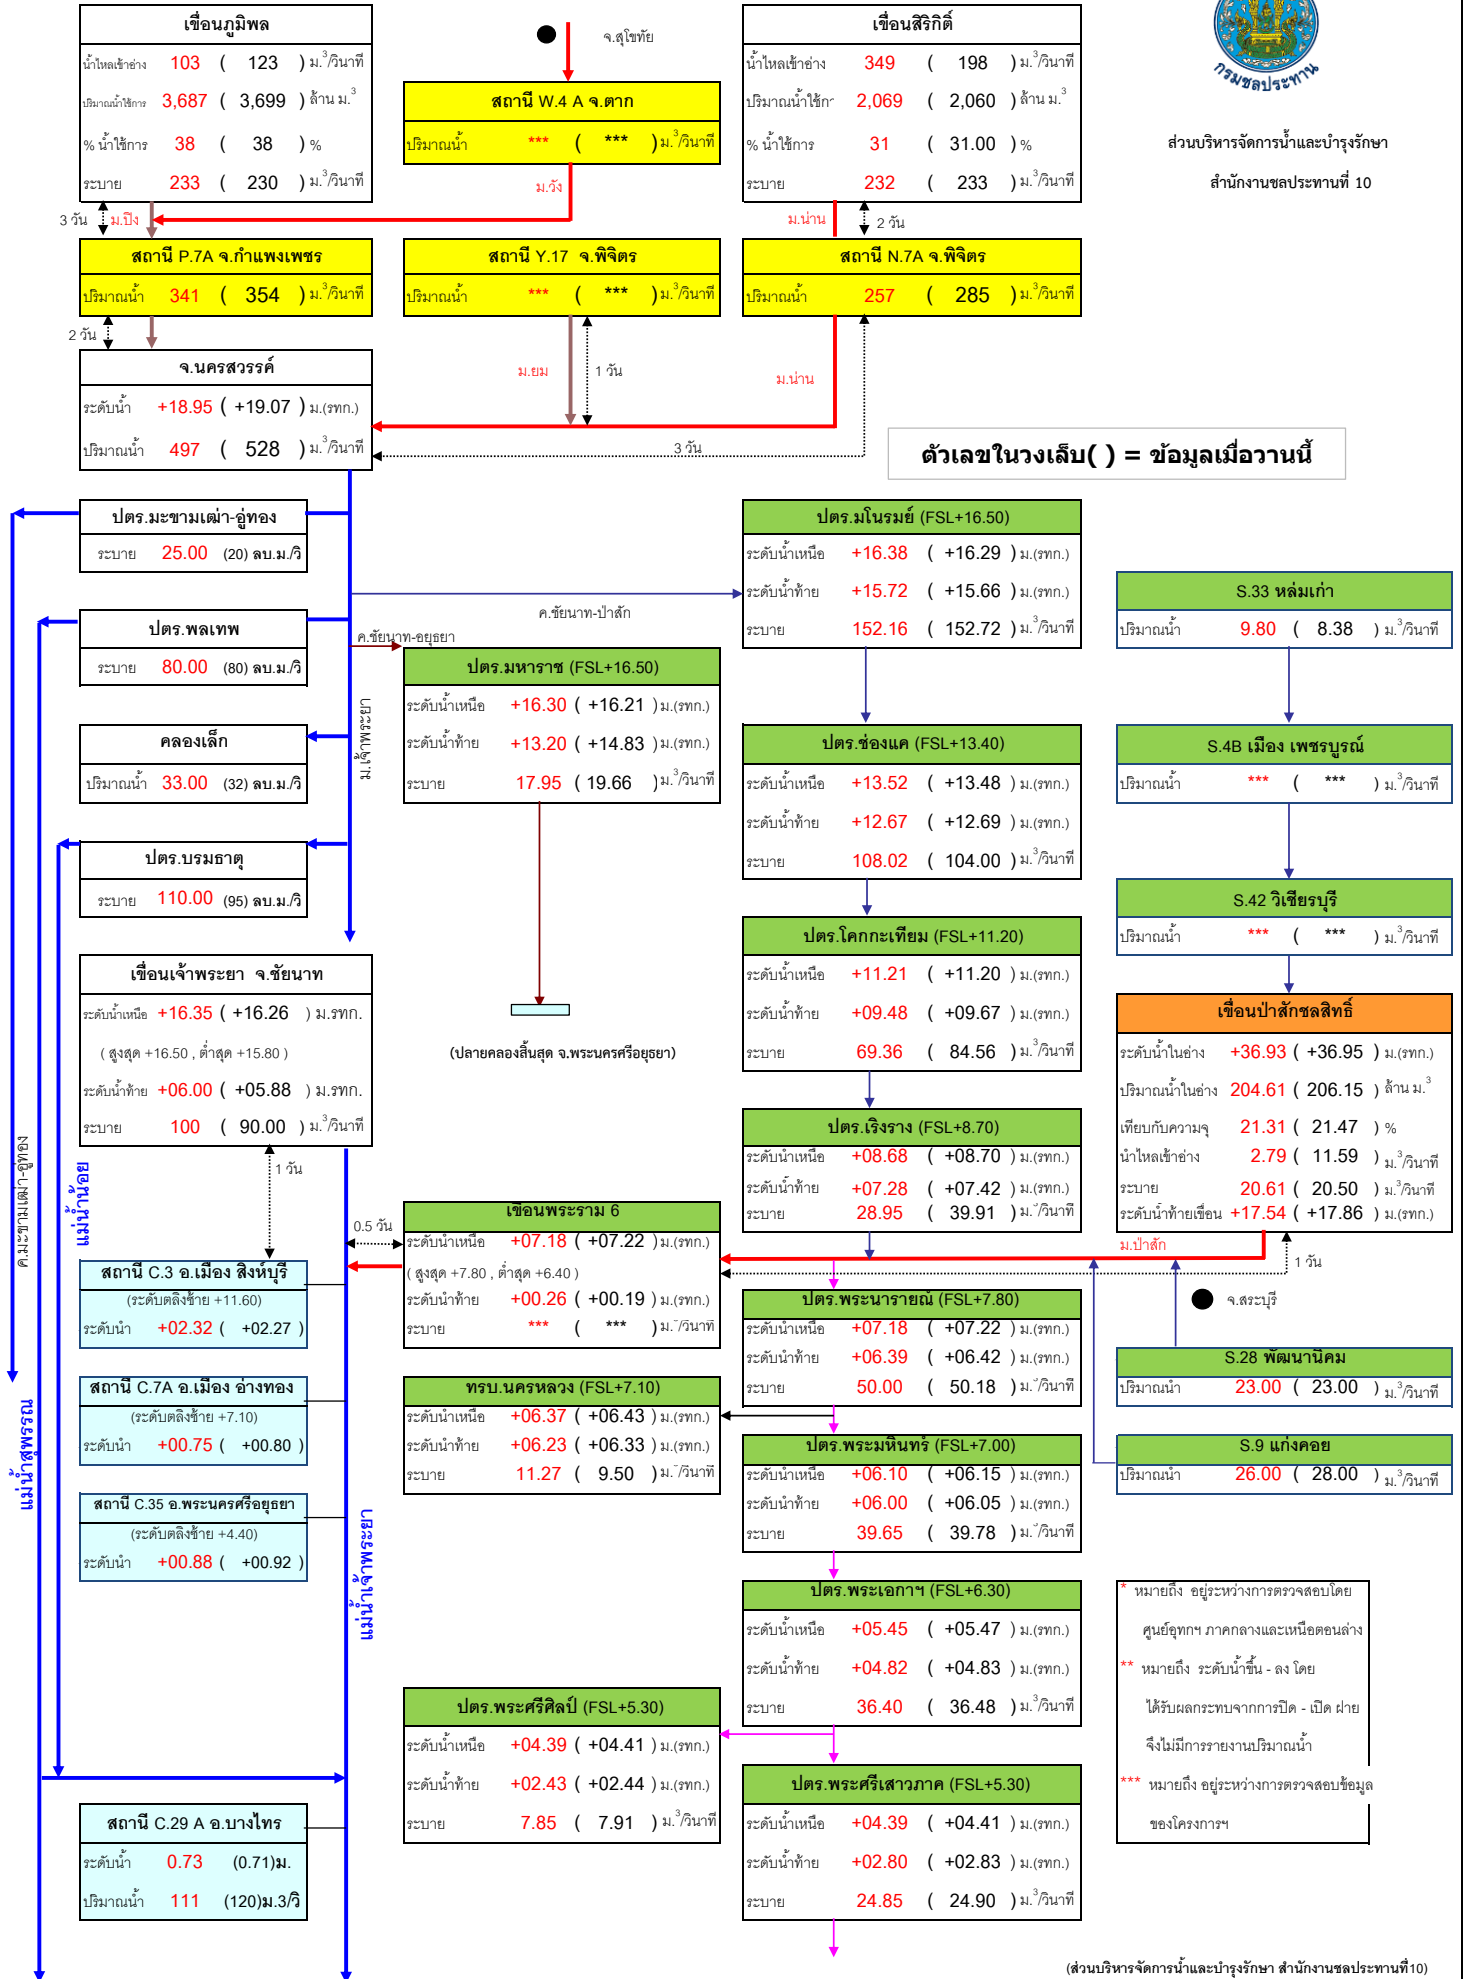 เขื่อนภูมิพล
น้ำไหลเข้าอ่าง 103 ( 123 ) ม.³/วินาที
ปริมาณน้ำใช้การ 3,687 ( 3,699 ) ล้าน ม.³
% น้ำใช้การ 38 ( 38 ) %
ระบาย 233 ( 230 ) ม.³/วินาที
จ.สุโขทัย
สถานี W.4 A จ.ตาก
ปริมาณน้ำ *** ( *** ) ม.³/วินาที
เขื่อนสิริกิติ์
น้ำไหลเข้าอ่าง 349 ( 198 ) ม.³/วินาที
ปริมาณน้ำใช้กา 2,069 ( 2,060 ) ล้าน ม.³
% น้ำใช้การ 31 ( 31.00 ) %
ระบาย 232 ( 233 ) ม.³/วินาที
กรมชลประทาน
ส่วนบริหารจัดการน้ำและบำรุงรักษา
สำนักงานชลประทานที่ 10
3 วัน
ม.ปิง
ม.วัง
ม.น่าน
2 วัน
สถานี P.7A จ.กำแพงเพชร
ปริมาณน้ำ 341 ( 354 ) ม.³/วินาที
สถานี Y.17 จ.พิจิตร
ปริมาณน้ำ *** ( *** ) ม.³/วินาที
สถานี N.7A จ.พิจิตร
ปริมาณน้ำ 257 ( 285 ) ม.³/วินาที
2 วัน
จ.นครสวรรค์
ระดับน้ำ +18.95 ( +19.07 ) ม.(รทก.)
ปริมาณน้ำ 497 ( 528 ) ม.³/วินาที
ม.ยม
1 วัน
ม.น่าน
3 วัน
ตัวเลขในวงเล็บ( ) = ข้อมูลเมื่อวานนี้
ปตร.มะขามเฒ่า-อู่ทอง
ระบาย 25.00 (20) ลบ.ม./วิ
ปตร.พลเทพ
ระบาย 80.00 (80) ลบ.ม./วิ
คลองเล็ก
ปริมาณน้ำ 33.00 (32) ลบ.ม./วิ
ปตร.บรมธาตุ
ระบาย 110.00 (95) ลบ.ม./วิ
ม.เจ้าพระยา
ค.ชัยนาท-ป่าสัก
ค.ชัยนาท-อยุธยา
ปตร.มหาราช (FSL+16.50)
ระดับน้ำเหนือ +16.30 ( +16.21 ) ม.(รทก.)
ระดับน้ำท้าย +13.20 ( +14.83 ) ม.(รทก.)
ระบาย 17.95 ( 19.66 ) ม.³/วินาที
(ปลายคลองสิ้นสุด จ.พระนครศรีอยุธยา)
ปตร.มโนรมย์ (FSL+16.50)
ระดับน้ำเหนือ +16.38 ( +16.29 ) ม.(รทก.)
ระดับน้ำท้าย +15.72 ( +15.66 ) ม.(รทก.)
ระบาย 152.16 ( 152.72 ) ม.³/วินาที
ปตร.ช่องแค (FSL+13.40)
ระดับน้ำเหนือ +13.52 ( +13.48 ) ม.(รทก.)
ระดับน้ำท้าย +12.67 ( +12.69 ) ม.(รทก.)
ระบาย 108.02 ( 104.00 ) ม.³/วินาที
ปตร.โคกกะเทียม (FSL+11.20)
ระดับน้ำเหนือ +11.21 ( +11.20 ) ม.(รทก.)
ระดับน้ำท้าย +09.48 ( +09.67 ) ม.(รทก.)
ระบาย 69.36 ( 84.56 ) ม.³/วินาที
ปตร.เริงราง (FSL+8.70)
ระดับน้ำเหนือ +08.68 ( +08.70 ) ม.(รทก.)
ระดับน้ำท้าย +07.28 ( +07.42 ) ม.(รทก.)
ระบาย 28.95 ( 39.91 ) ม.³/วินาที
S.33 หล่มเก่า
ปริมาณน้ำ 9.80 ( 8.38 ) ม.³/วินาที
S.4B เมือง เพชรบูรณ์
ปริมาณน้ำ *** ( *** ) ม.³/วินาที
S.42 วิเชียรบุรี
ปริมาณน้ำ *** ( *** ) ม.³/วินาที
เขื่อนป่าสักชลสิทธิ์
ระดับน้ำในอ่าง +36.93 ( +36.95 ) ม.(รทก.)
ปริมาณน้ำในอ่าง 204.61 ( 206.15 ) ล้าน ม.³
เทียบกับความจุ 21.31 ( 21.47 ) %
น้ำไหลเข้าอ่าง 2.79 ( 11.59 ) ม.³/วินาที
ระบาย 20.61 ( 20.50 ) ม.³/วินาที
ระดับน้ำท้ายเขื่อน +17.54 ( +17.86 ) ม.(รทก.)
เขื่อนเจ้าพระยา จ.ชัยนาท
ระดับน้ำเหนือ +16.35 ( +16.26 ) ม.รทก.
( สูงสุด +16.50 , ต่ำสุด +15.80 )
ระดับน้ำท้าย +06.00 ( +05.88 ) ม.รทก.
ระบาย 100 ( 90.00 ) ม.³/วินาที
1 วัน
0.5 วัน
ค.มะขามเฒ่า-อู่ทอง
แม่น้ำน้อย
แม่น้ำสุพรรณ
แม่น้ำเจ้าพระยา
เขื่อนพระราม 6
ระดับน้ำเหนือ +07.18 ( +07.22 ) ม.(รทก.)
( สูงสุด +7.80 , ต่ำสุด +6.40 )
ระดับน้ำท้าย +00.26 ( +00.19 ) ม.(รทก.)
ระบาย *** ( *** ) ม.³/วินาที
ม.ป่าสัก
1 วัน
จ.สระบุรี
สถานี C.3 อ.เมือง สิงห์บุรี
(ระดับตลิ่งซ้าย +11.60)
ระดับน้ำ +02.32 ( +02.27 )
สถานี C.7A อ.เมือง อ่างทอง
(ระดับตลิ่งซ้าย +7.10)
ระดับน้ำ +00.75 ( +00.80 )
สถานี C.35 อ.พระนครศรีอยุธยา
(ระดับตลิ่งซ้าย +4.40)
ระดับน้ำ +00.88 ( +00.92 )
ทรบ.นครหลวง (FSL+7.10)
ระดับน้ำเหนือ +06.37 ( +06.43 ) ม.(รทก.)
ระดับน้ำท้าย +06.23 ( +06.33 ) ม.(รทก.)
ระบาย 11.27 ( 9.50 ) ม.³/วินาที
ปตร.พระนารายณ์ (FSL+7.80)
ระดับน้ำเหนือ +07.18 ( +07.22 ) ม.(รทก.)
ระดับน้ำท้าย +06.39 ( +06.42 ) ม.(รทก.)
ระบาย 50.00 ( 50.18 ) ม.³/วินาที
ปตร.พระมหินทร์ (FSL+7.00)
ระดับน้ำเหนือ +06.10 ( +06.15 ) ม.(รทก.)
ระดับน้ำท้าย +06.00 ( +06.05 ) ม.(รทก.)
ระบาย 39.65 ( 39.78 ) ม.³/วินาที
S.28 พัฒนานิคม
ปริมาณน้ำ 23.00 ( 23.00 ) ม.³/วินาที
S.9 แก่งคอย
ปริมาณน้ำ 26.00 ( 28.00 ) ม.³/วินาที
ปตร.พระเอกาฯ (FSL+6.30)
ระดับน้ำเหนือ +05.45 ( +05.47 ) ม.(รทก.)
ระดับน้ำท้าย +04.82 ( +04.83 ) ม.(รทก.)
ระบาย 36.40 ( 36.48 ) ม.³/วินาที
ปตร.พระศรีศิลป์ (FSL+5.30)
ระดับน้ำเหนือ +04.39 ( +04.41 ) ม.(รทก.)
ระดับน้ำท้าย +02.43 ( +02.44 ) ม.(รทก.)
ระบาย 7.85 ( 7.91 ) ม.³/วินาที
ปตร.พระศรีเสาวภาค (FSL+5.30)
ระดับน้ำเหนือ +04.39 ( +04.41 ) ม.(รทก.)
ระดับน้ำท้าย +02.80 ( +02.83 ) ม.(รทก.)
ระบาย 24.85 ( 24.90 ) ม.³/วินาที
* หมายถึง อยู่ระหว่างการตรวจสอบโดย
ศูนย์อุทกฯ ภาคกลางและเหนือตอนล่าง
** หมายถึง ระดับน้ำขึ้น - ลง โดย
ได้รับผลกระทบจากการปิด - เปิด ฝาย
จึงไม่มีการรายงานปริมาณน้ำ
*** หมายถึง อยู่ระหว่างการตรวจสอบข้อมูล
ของโครงการฯ
สถานี C.29 A อ.บางไทร
ระดับน้ำ 0.73 (0.71)ม.
ปริมาณน้ำ 111 (120)ม.3/วิ
(ส่วนบริหารจัดการน้ำและบำรุงรักษา สำนักงานชลประทานที่10)